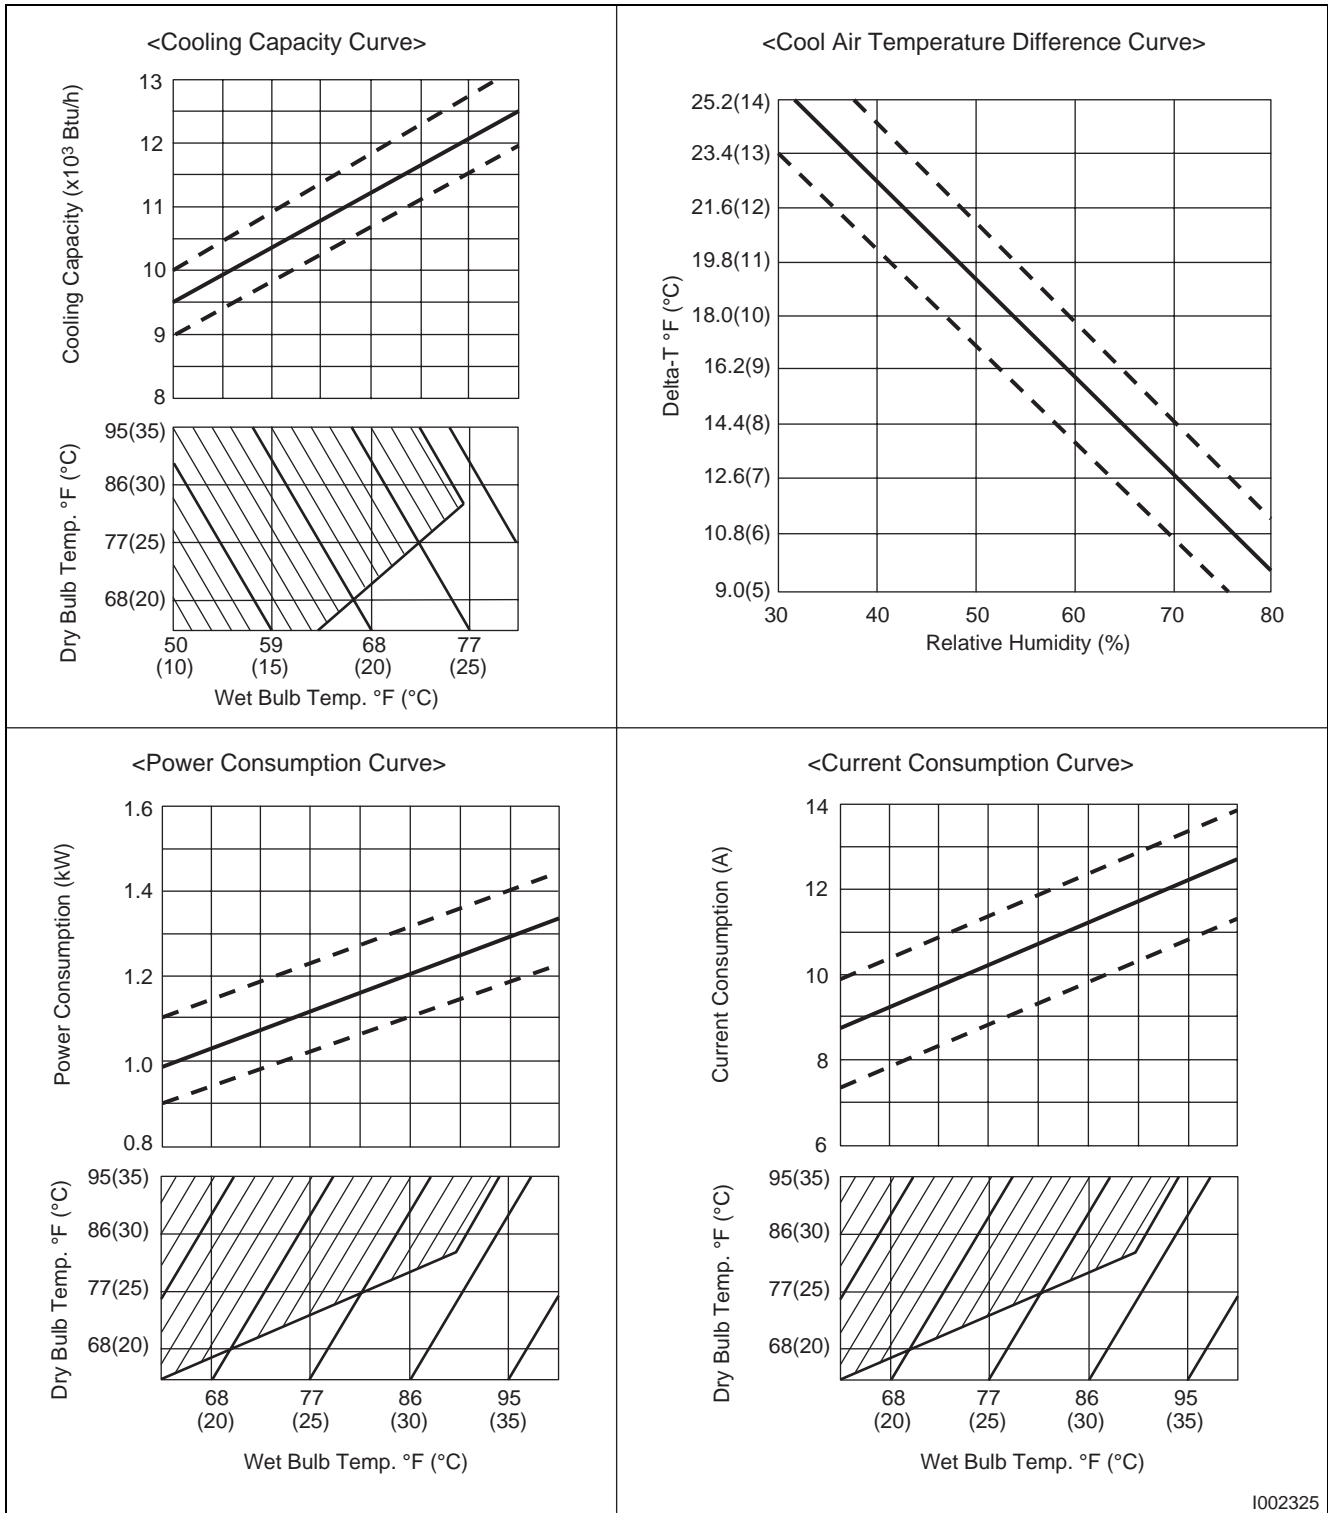 <Cooling Capacity Curve>
Cooling Capacity (x10³ Btu/h)
13
12
11
10
9
8
Dry Bulb Temp. °F (°C)
95(35)
86(30)
77(25)
68(20)
50 59 68 77
(10) (15) (20) (25)
Wet Bulb Temp. °F (°C)
<Cool Air Temperature Difference Curve>
Delta-T °F (°C)
25.2(14)
23.4(13)
21.6(12)
19.8(11)
18.0(10)
16.2(9)
14.4(8)
12.6(7)
10.8(6)
9.0(5)
30 40 50 60 70 80
Relative Humidity (%)
<Power Consumption Curve>
Power Consumption (kW)
1.6
1.4
1.2
1.0
0.8
Dry Bulb Temp. °F (°C)
95(35)
86(30)
77(25)
68(20)
68 77 86 95
(20) (25) (30) (35)
Wet Bulb Temp. °F (°C)
<Current Consumption Curve>
Current Consumption (A)
14
12
10
8
6
Dry Bulb Temp. °F (°C)
95(35)
86(30)
77(25)
68(20)
68 77 86 95
(20) (25) (30) (35)
Wet Bulb Temp. °F (°C)
I002325